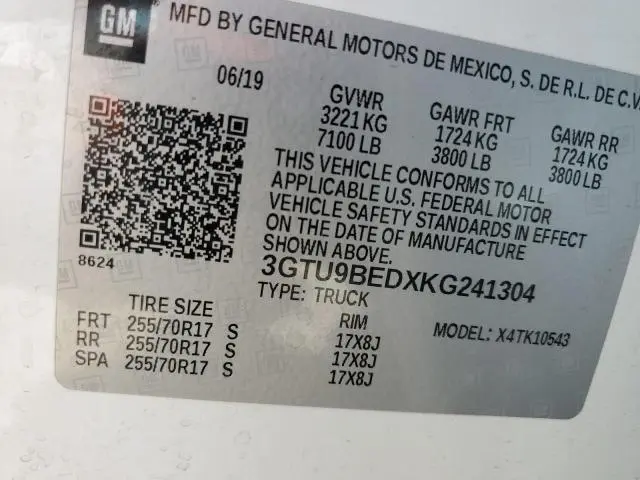 GM
MFD BY GENERAL MOTORS DE MEXICO, S. DE R.L. DE C.V
06/19
GVWR GAWR FRT GAWR RR
3221 KG 1724 KG 1724 KG
7100 LB 3800 LB 3800 LB
THIS VEHICLE CONFORMS TO ALL
APPLICABLE U.S. FEDERAL MOTOR
VEHICLE SAFETY STANDARDS IN EFFECT
ON THE DATE OF MANUFACTURE
SHOWN ABOVE.
8624
3GTU9BEDXKG241304
TYPE: TRUCK
TIRE SIZE RIM MODEL: X4TK10543
FRT 255/70R17 S 17X8J
RR 255/70R17 S 17X8J
SPA 255/70R17 S 17X8J